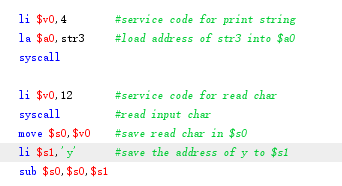 li $v0,4 #service code for print string
la $a0,str3 #load address of str3 into $a0
syscall
li $v0,12 #service code for read char
syscall #read input char
move $s0,$v0 #save read char in $s0
li $s1,'y' #save the address of y to $s1
sub $s0,$s0,$s1